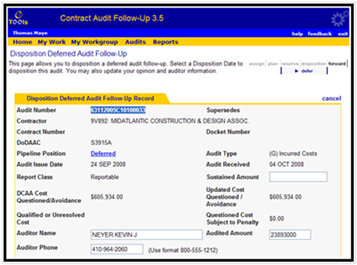 eTOOls Contract Audit Follow-Up 3.5
Thomas Mayo help feedback exit
Home My Work My Workgroup Audits Reports
Disposition Deferred Audit Follow-Up
This page allows you to disposition a deferred audit followup. Select a Disposition Date to assign plan resolve disposition forward
disposition this audit. You may also update your opinion and auditor information. ► defer
Disposition Deferred Audit Follow Up Record cancel
Audit Number 63112005C10100033 Supersedes
Contractor 9V892 MIDATLANTIC CONSTRUCTION & DESIGN ASSOC.
Contract Number Docket Number
DoDAAC S3915A
Pipeline Position Deferred Audit Type (G) Incurred Costs
Audit Issue Date 24 SEP 2008 Audit Received 04 OCT 2008
Report Class Reportable Sustained Amount
DCAA Cost Questioned/Avoidance $605,934.00 Updated Cost Questioned / Avoidance $605,934.00
Qualified or Unresolved Cost Questioned Cost Subject to Penalty $0.00
Auditor Name NEYER KEVIN J Audited Amount 23893000
Auditor Phone 410-964-2060 (Use format 800-555-1212)